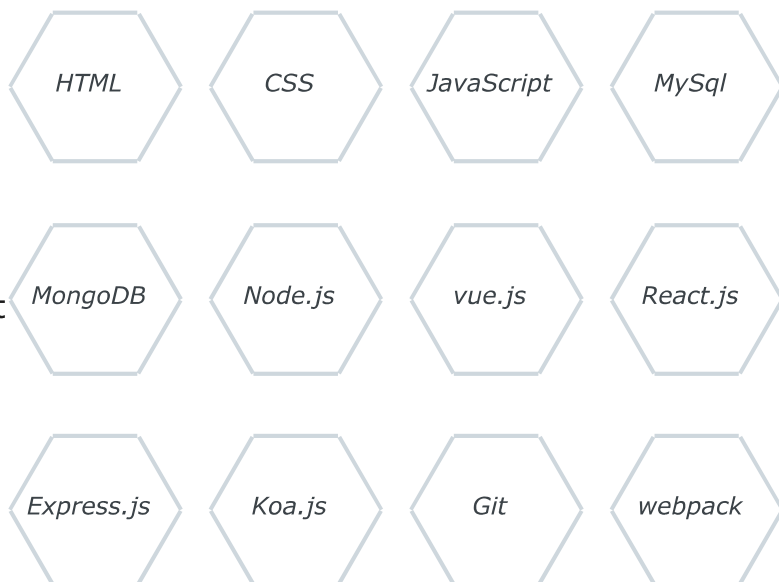 HTML CSS JavaScript MySql
MongoDB Node.js vue.js React.js
t
Express.js Koa.js Git webpack